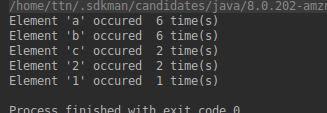 /home/ttn/.sdkman/candidates/java/8.0.202-amzn
Element 'a' occured  6 time(s)
Element 'b' occured  6 time(s)
Element 'c' occured  2 time(s)
Element '2' occured  2 time(s)
Element '1' occured  1 time(s)
Process finished with exit code 0